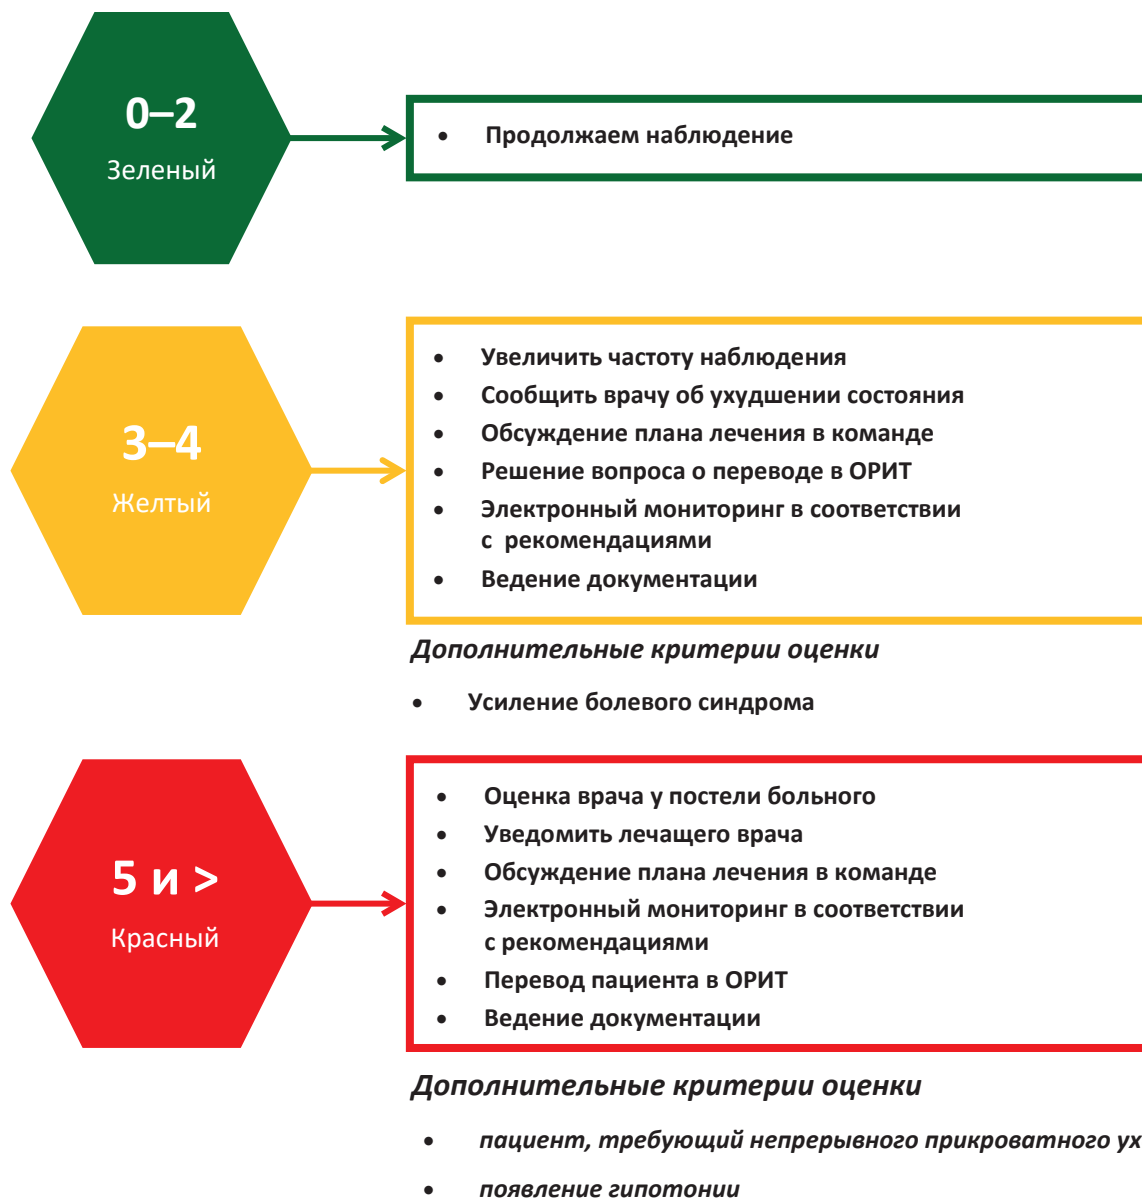 0–2
Зеленый
• Продолжаем наблюдение
3–4
Желтый
• Увеличить частоту наблюдения
• Сообщить врачу об ухудшении состояния
• Обсуждение плана лечения в команде
• Решение вопроса о переводе в ОРИТ
• Электронный мониторинг в соответствии
с рекомендациями
• Ведение документации
Дополнительные критерии оценки
• Усиление болевого синдрома
5 и >
Красный
• Оценка врача у постели больного
• Уведомить лечащего врача
• Обсуждение плана лечения в команде
• Электронный мониторинг в соответствии
с рекомендациями
• Перевод пациента в ОРИТ
• Ведение документации
Дополнительные критерии оценки
• пациент, требующий непрерывного прикроватного
• появление гипотонии